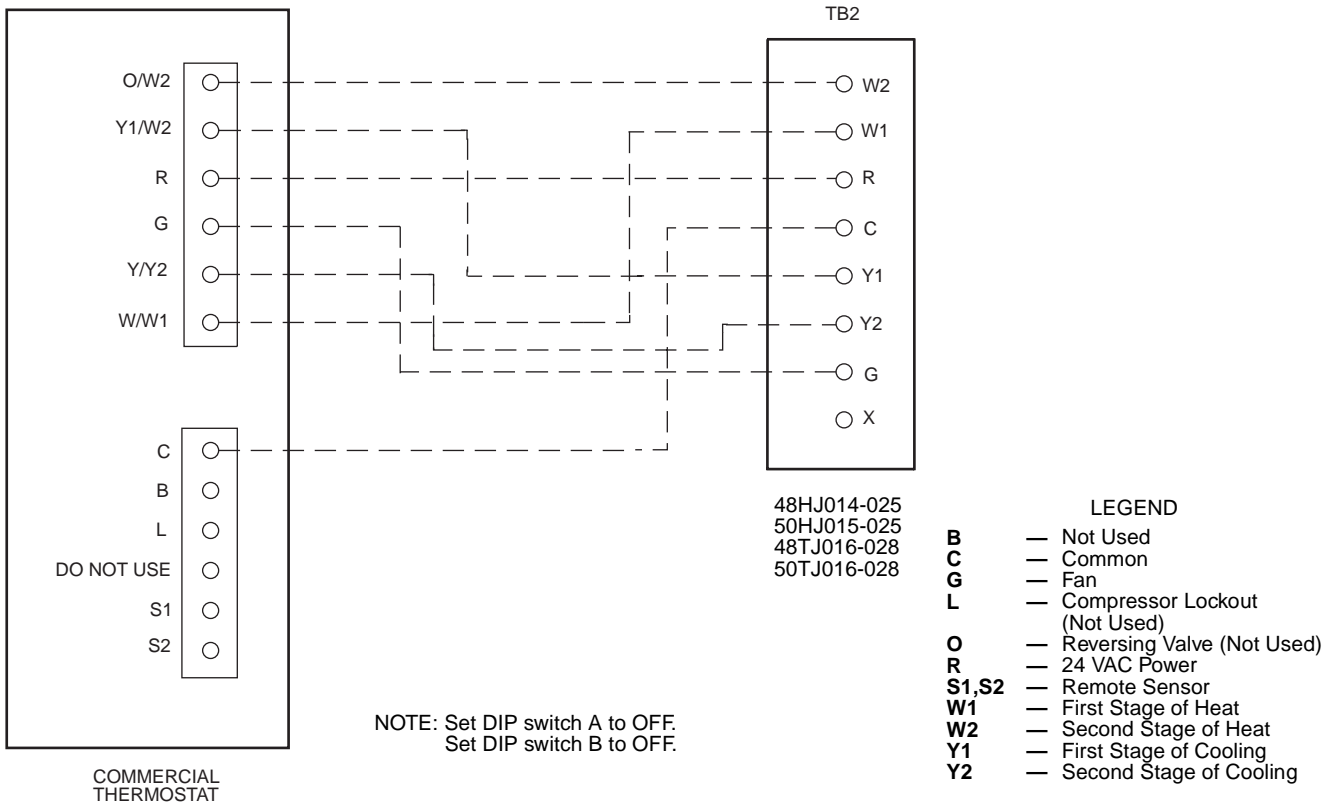 TB2
O/W2
Y1/W2
R
G
Y/Y2
W/W1
C
B
L
DO NOT USE
S1
S2
COMMERCIAL
THERMOSTAT
W2
W1
R
C
Y1
Y2
G
X
48HJ014-025
50HJ015-025
48TJ016-028
50TJ016-028
NOTE: Set DIP switch A to OFF.
Set DIP switch B to OFF.
LEGEND
B — Not Used
C — Common
G — Fan
L — Compressor Lockout
(Not Used)
O — Reversing Valve (Not Used)
R — 24 VAC Power
S1,S2 — Remote Sensor
W1 — First Stage of Heat
W2 — Second Stage of Heat
Y1 — First Stage of Cooling
Y2 — Second Stage of Cooling